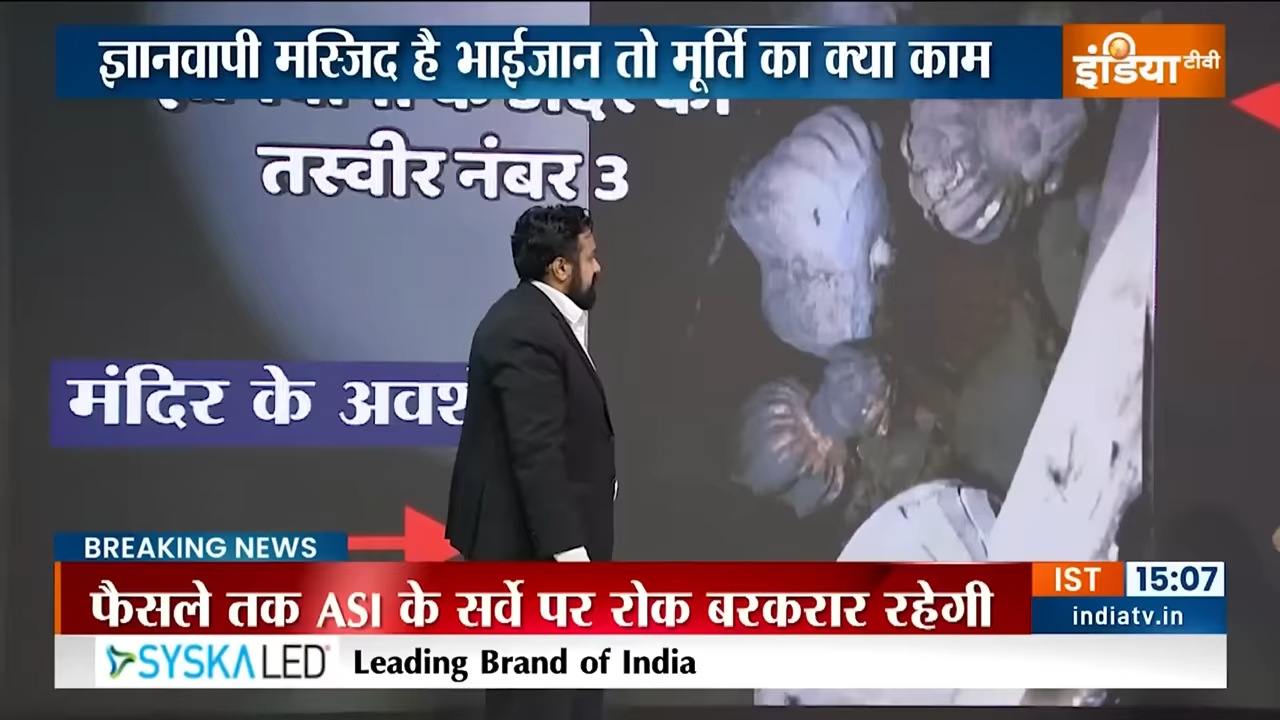 ज्ञानवापी मस्जिद है भाईजान तो मूर्ति का क्या काम
इंडिया टीवी
तस्वीर नंबर 3
मंदिर के
BREAKING NEWS
फैसले तक ASI के सर्वे पर रोक बरकरार रहेगी
IST 15:07
indiatv.in
SYSKA LED
Leading Brand of India